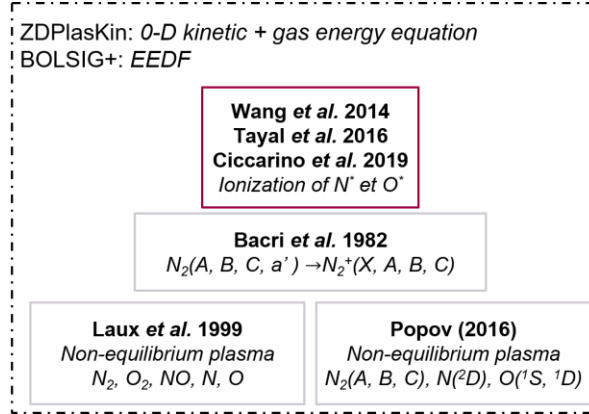 ZDPlasKin: 0-D kinetic + gas energy equation
BOLSIG+: EEDF
Wang et al. 2014
Tayal et al. 2016
Ciccarino et al. 2019
Ionization of N* et O*
Bacri et al. 1982
N₂(A, B, C, a’ ) →N₂⁺(X, A, B, C)
Laux et al. 1999
Non-equilibrium plasma
N₂, O₂, NO, N, O
Popov (2016)
Non-equilibrium plasma
N₂(A, B, C), N(²D), O(¹S, ¹D)